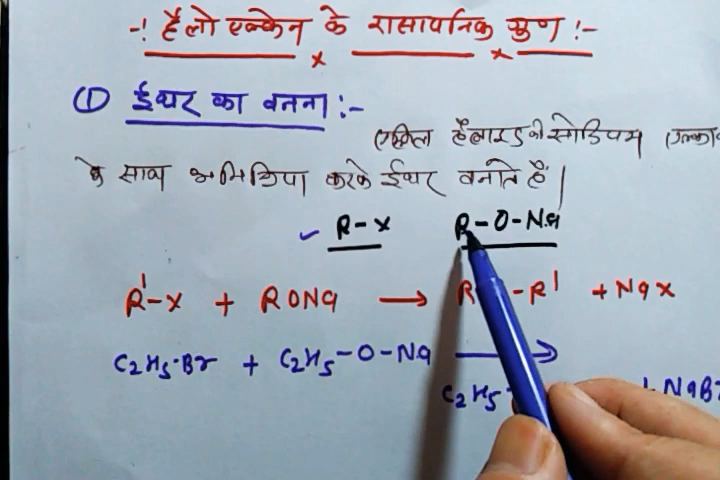 -: हैलो एल्केन के रासायनिक गुण :-
① ईथर का बनना :-
एल्किल हैलाइड की सोडियम
के साथ अभिक्रिया करके ईथर बनाते हैं।
R-X R-O-Na
R'-X + RONa → R -R' + NaX
C2H5-Br + C2H5-O-Na →
C2H5- + NaBr